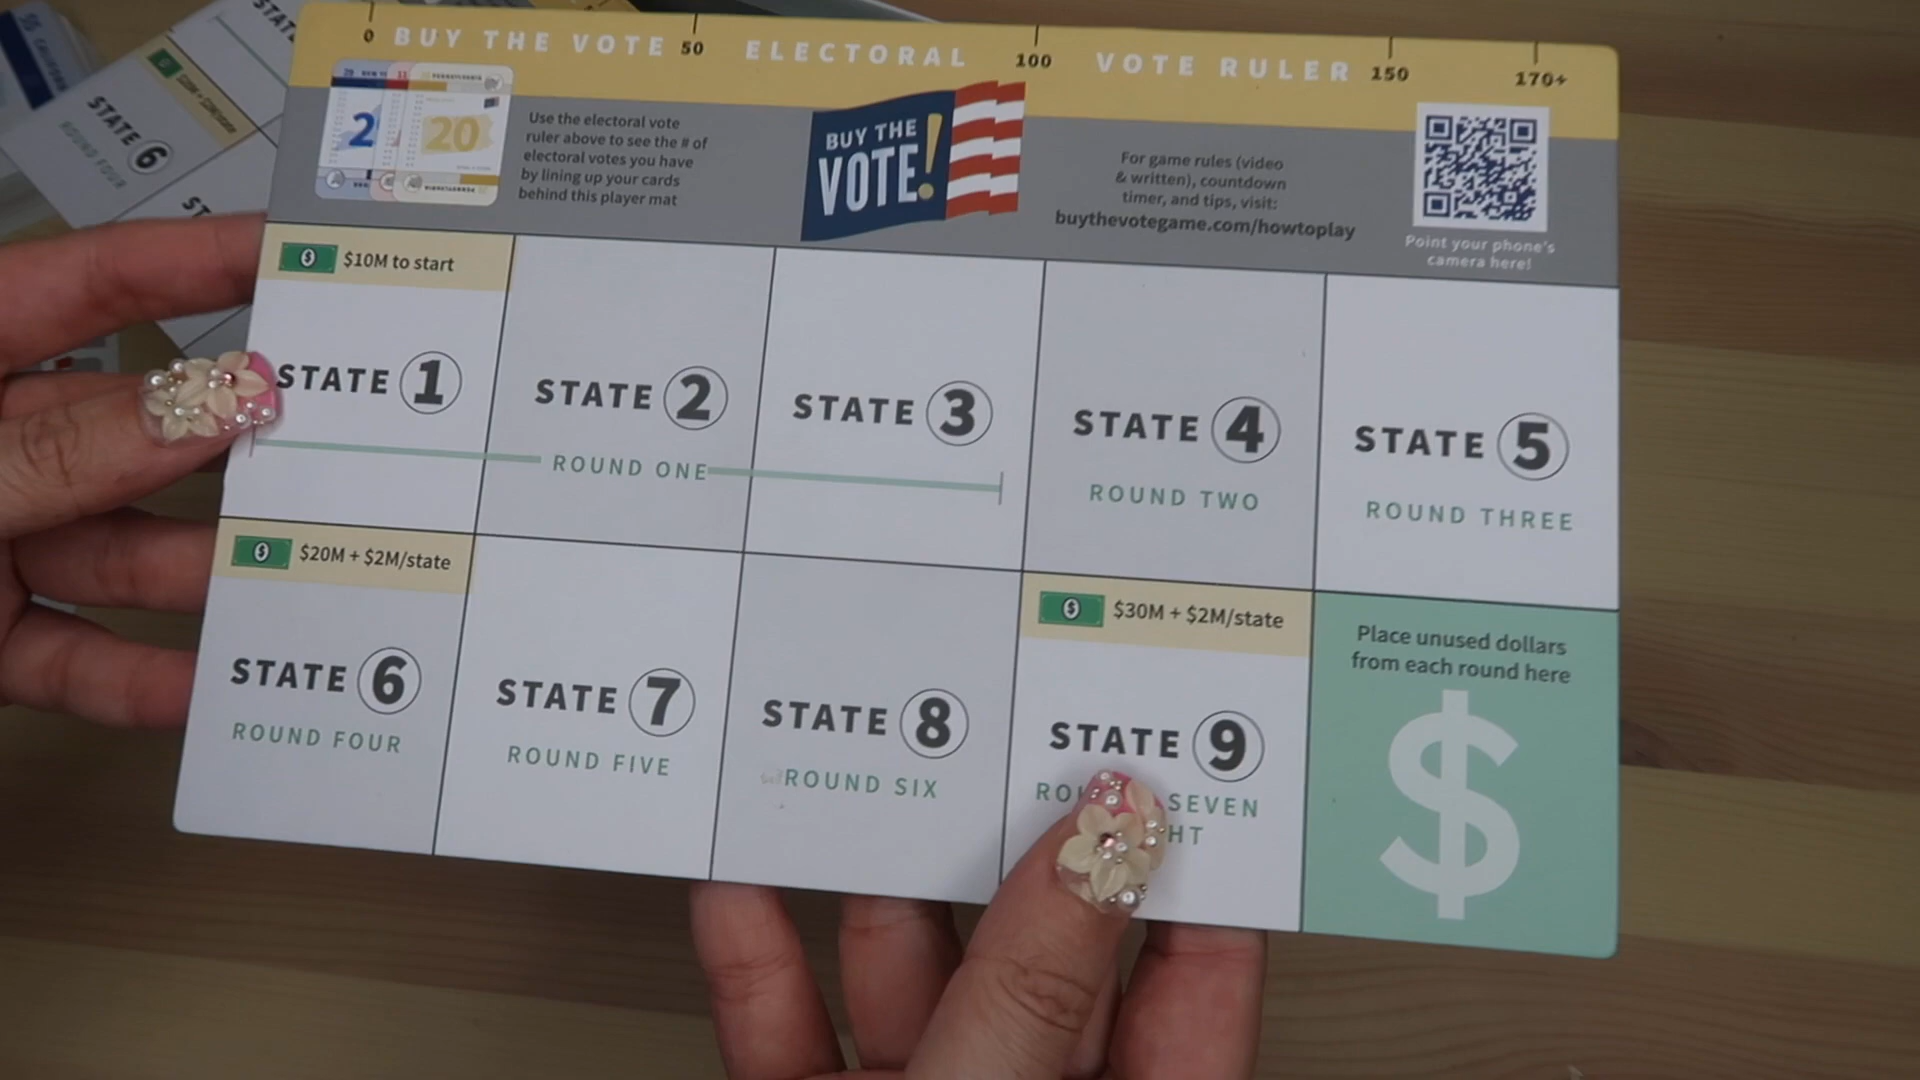 0 BUY THE VOTE 50 ELECTORAL 100 VOTE RULER 150 170+
20
Use the electoral vote
ruler above to see the # of
electoral votes you have
by lining up your cards
behind this player mat
BUY THE
VOTE!
For game rules (video
& written), countdown
timer, and tips, visit:
buythevotegame.com/howtoplay
Point your phone's
camera here!
$10M to start
STATE 1
STATE 2
STATE 3
ROUND ONE
STATE 4
ROUND TWO
STATE 5
ROUND THREE
$20M + $2M/state
STATE 6
ROUND FOUR
STATE 7
ROUND FIVE
STATE 8
ROUND SIX
$30M + $2M/state
STATE 9
SEVEN
Place unused dollars
from each round here
$
STATE 6
ROUND FOUR